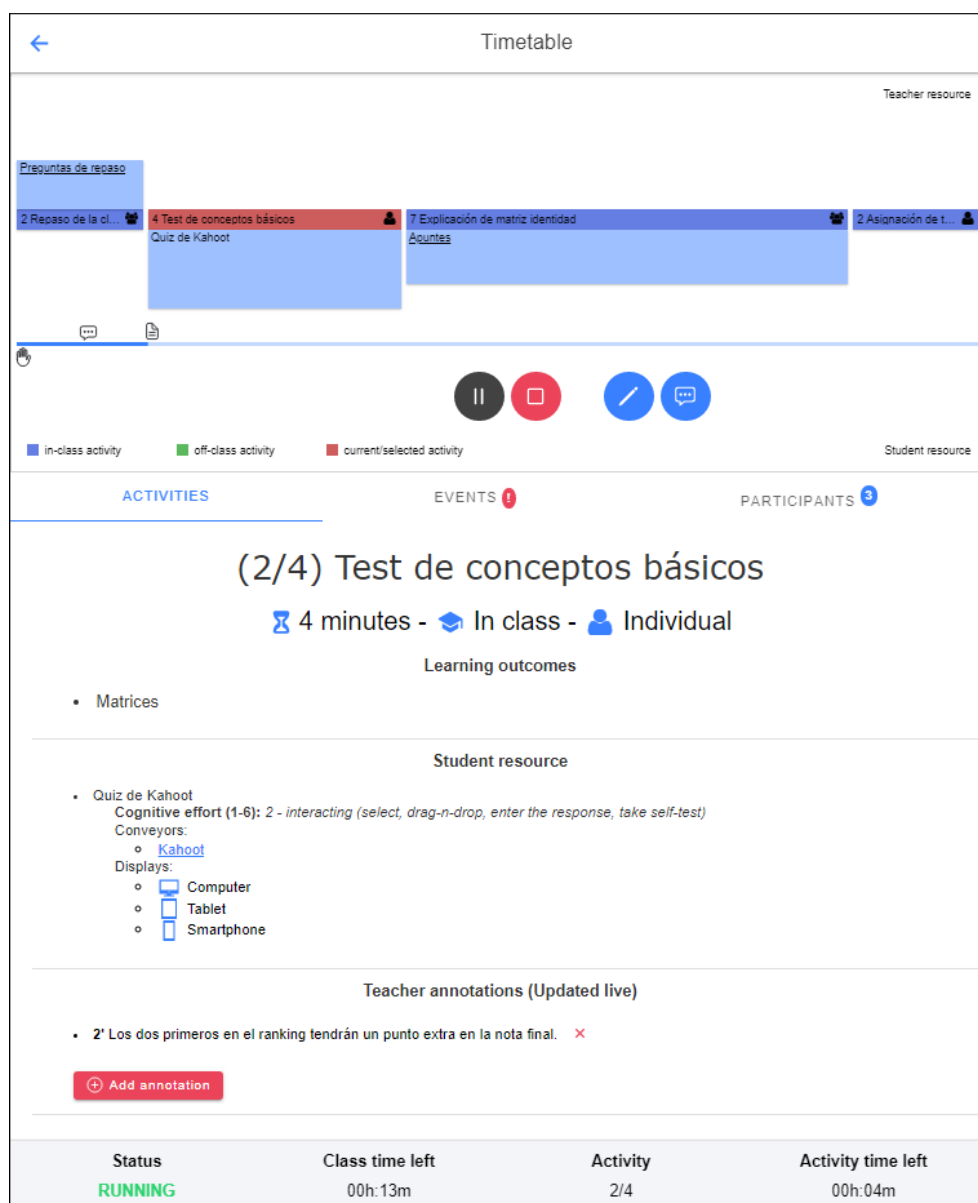 Timetable
Teacher resource
Preguntas de repaso
2 Repaso de la cl...
4 Test de conceptos básicos
7 Explicación de matriz identidad
2 Asignación de t...
Quiz de Kahoot
Apuntes
in-class activity
off-class activity
current/selected activity
Student resource
ACTIVITIES
EVENTS !
PARTICIPANTS 3
(2/4) Test de conceptos básicos
4 minutes - In class - Individual
Learning outcomes
• Matrices
Student resource
• Quiz de Kahoot
Cognitive effort (1-6): 2 - interacting (select, drag-n-drop, enter the response, take self-test)
Conveyors:
Kahoot
Displays:
Computer
Tablet
Smartphone
Teacher annotations (Updated live)
• 2' Los dos primeros en el ranking tendrán un punto extra en la nota final.
Add annotation
Status Class time left Activity Activity time left
RUNNING 00h:13m 2/4 00h:04m